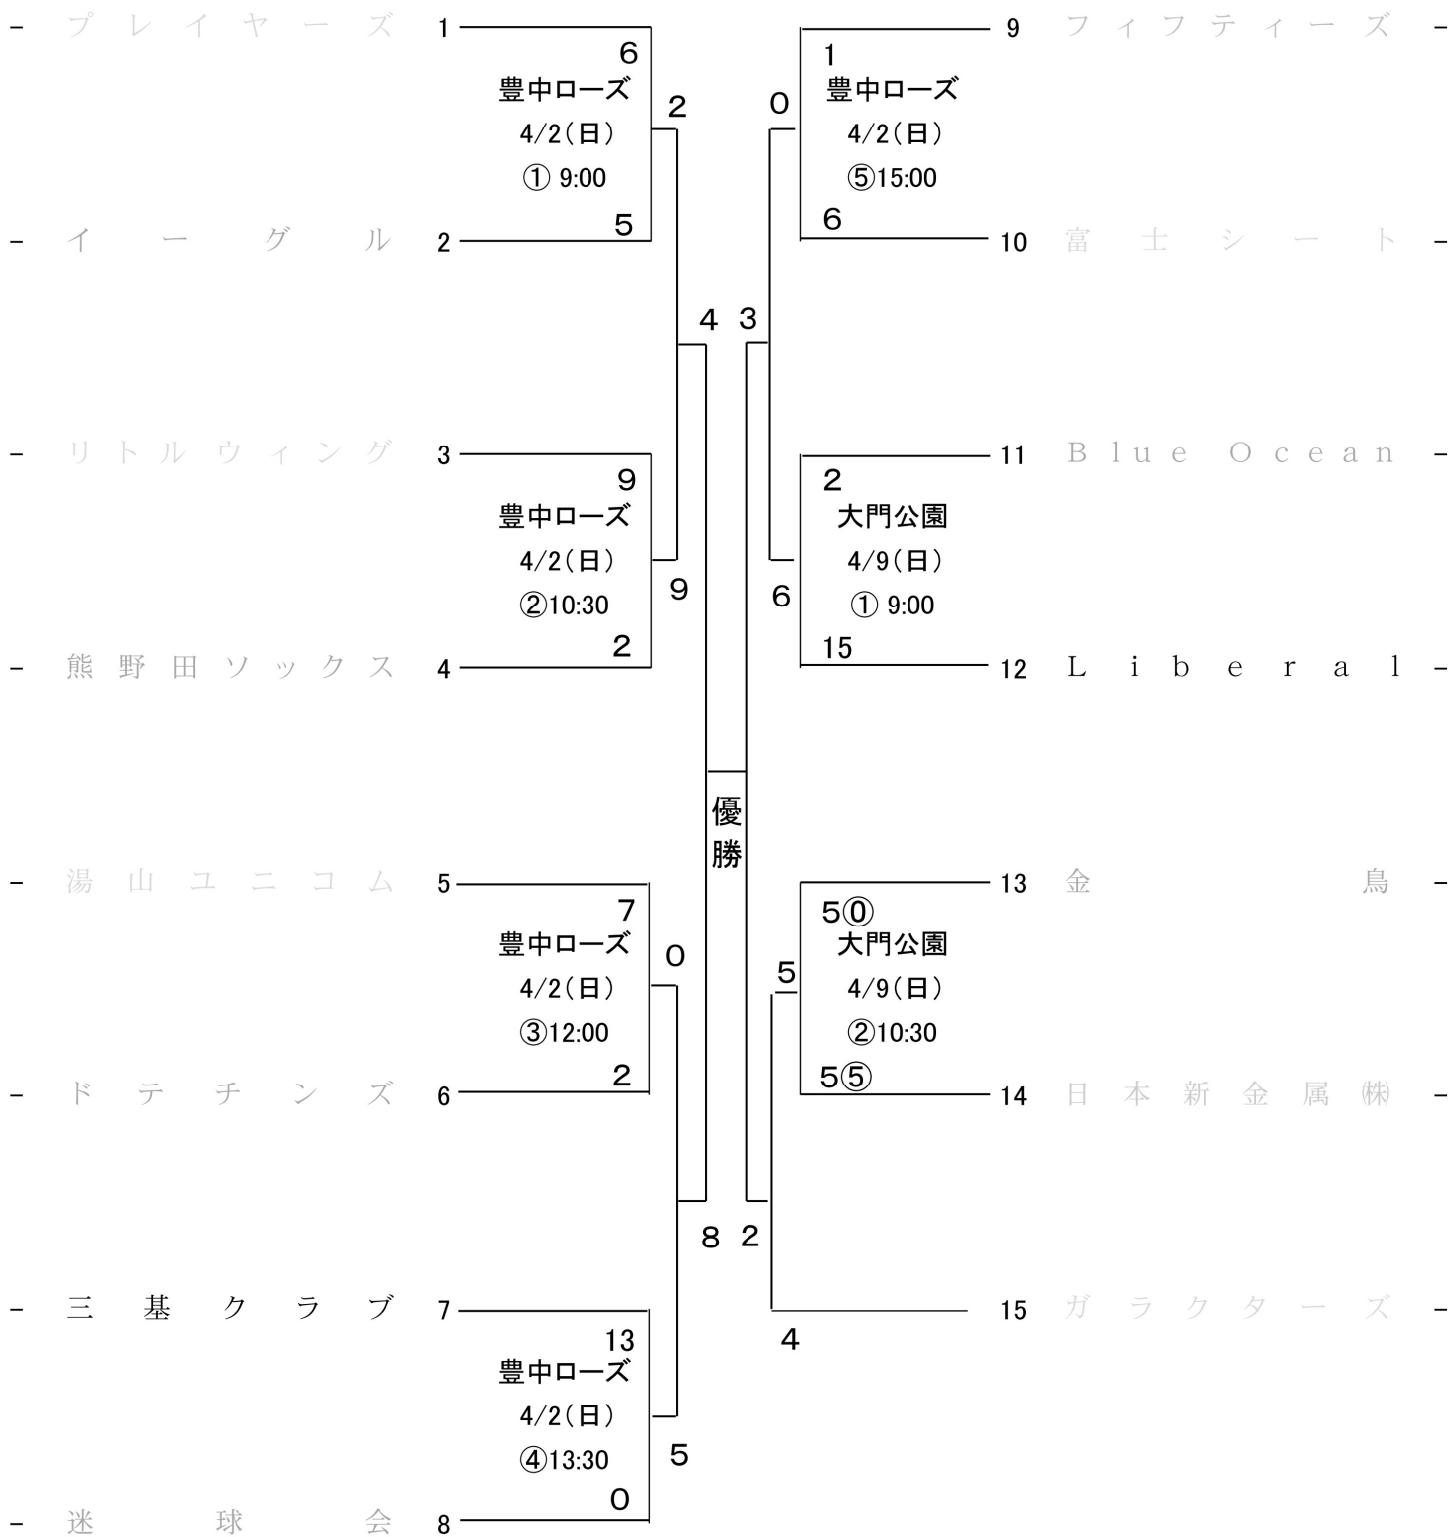 プレイヤーズ 1
6
豊中ローズ
4/2(日)
① 9:00
5
イーグル 2
2
リトルウィング 3
9
豊中ローズ
4/2(日)
②10:30
2
熊野田ソックス 4
9
4
湯山ユニコム 5
7
豊中ローズ
4/2(日)
③12:00
2
ドテチンズ 6
0
三基クラブ 7
13
豊中ローズ
4/2(日)
④13:30
0
迷球会 8
5
8
優勝
9 フィフティーズ
1
豊中ローズ
4/2(日)
⑤15:00
6
10 富士シート
0
3
11 Blue Ocean
2
大門公園
4/9(日)
① 9:00
15
12 Liberal
6
13 金鳥
5⓪
大門公園
4/9(日)
②10:30
5⑤
14 日本新金属㈱
5
2
15 ガラクターズ
4